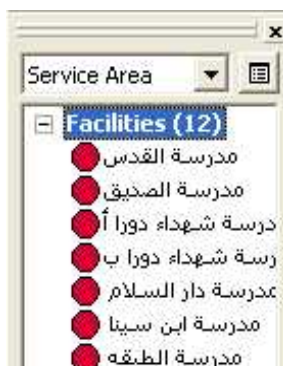 Service Area
Facilities (12)
مدرسة القدس
مدرسة الصديق
درسة شهداء دورا أ
رسة شهداء دورا ب
مدرسة دار السلام
مدرسة ابن سينا
مدرسة الطبقه